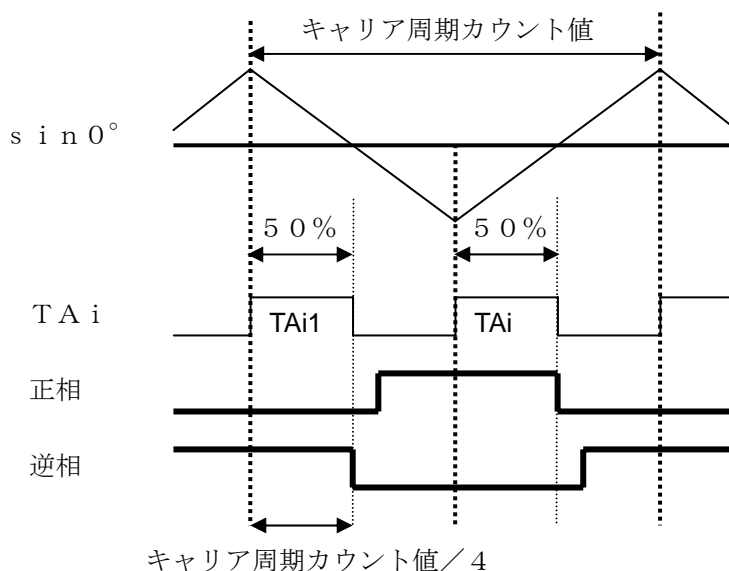 キャリア周期カウント値
ｓｉｎ０°
５０％ ５０％
ＴＡｉ
TAi1 TAi
正相
逆相
キャリア周期カウント値／４